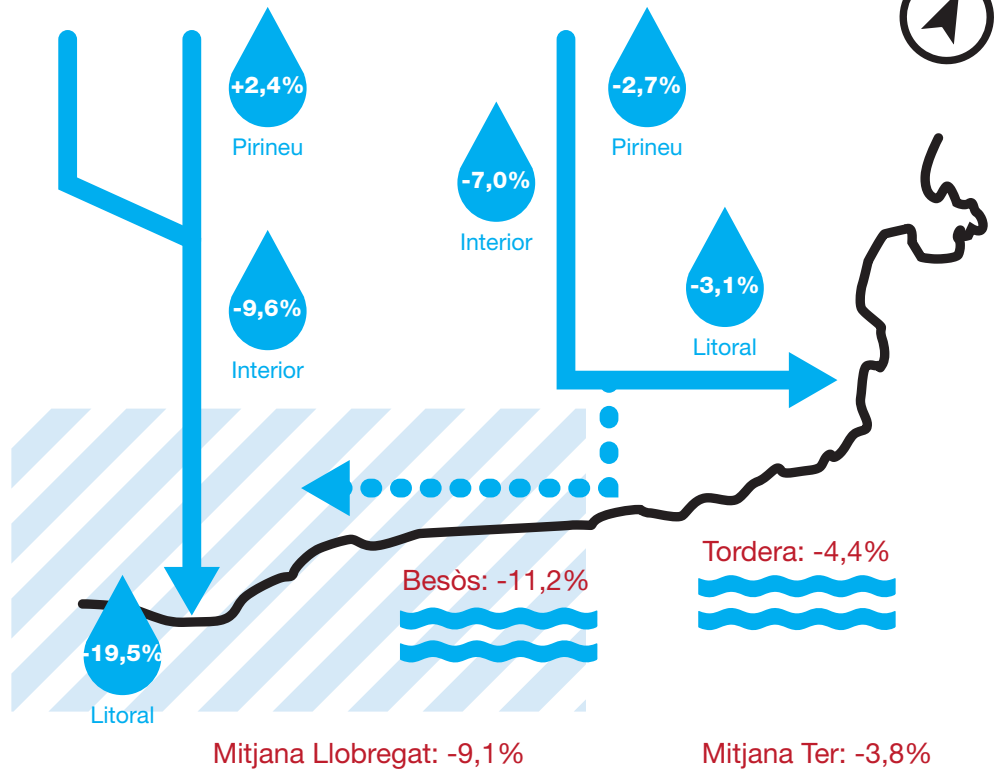 +2,4%
Pirineu
-2,7%
Pirineu
-7,0%
Interior
-3,1%
Litoral
-9,6%
Interior
Tordera: -4,4%
Besòs: -11,2%
-19,5%
Litoral
Mitjana Llobregat: -9,1%
Mitjana Ter: -3,8%